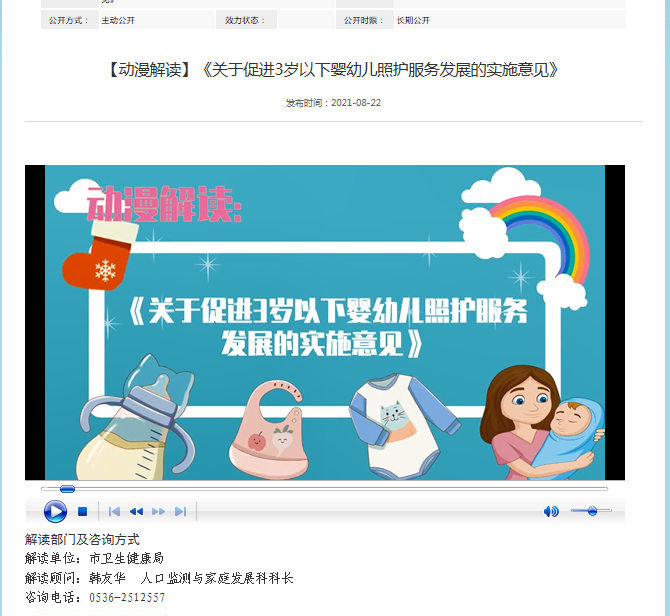 公开方式： 主动公开 效力状态： 公开时限： 长期公开
【动漫解读】《关于促进3岁以下婴幼儿照护服务发展的实施意见》
发布时间：2021-08-22
动漫解读：
《关于促进3岁以下婴幼儿照护服务
发展的实施意见》
解读部门及咨询方式
解读单位：市卫生健康局
解读顾问：韩友华 人口监测与家庭发展科科长
咨询电话：0536-2512557